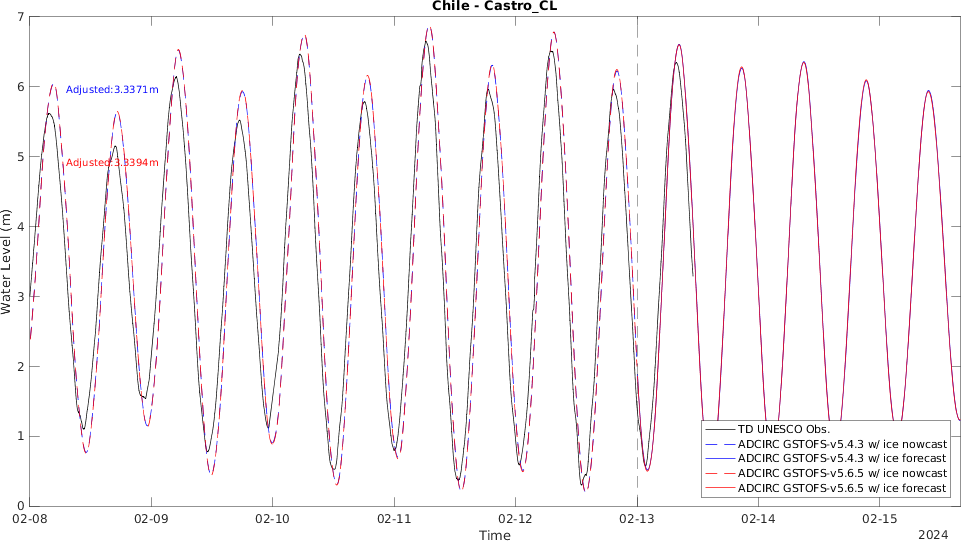 Chile - Castro_CL
7
6
5
4
3
2
1
0
Water Level (m)
Adjusted:3.3371m
Adjusted:3.3394m
TD UNESCO Obs.
ADCIRC GSTOFS-v5.4.3 w/ ice nowcast
ADCIRC GSTOFS-v5.4.3 w/ ice forecast
ADCIRC GSTOFS-v5.6.5 w/ ice nowcast
ADCIRC GSTOFS-v5.6.5 w/ ice forecast
02-08 02-09 02-10 02-11 02-12 02-13 02-14 02-15
Time
2024